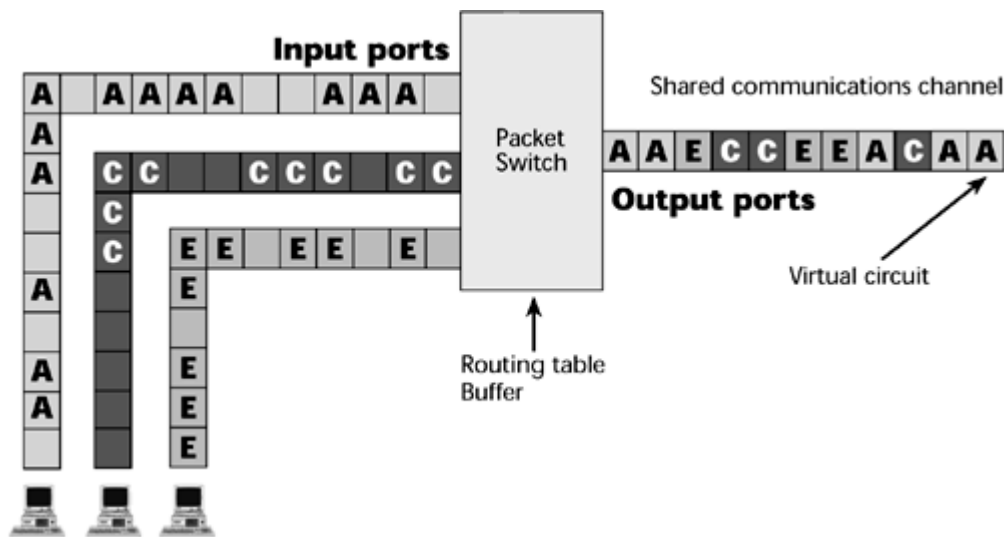 Input ports
A A A A A A A A
Shared communications channel
A
Packet
Switch
A A E C C E E A C A A
A
C C C C C C C
Output ports
C
C
E E E E E
Virtual circuit
A
E
A
E
Routing table
A
E
Buffer
E